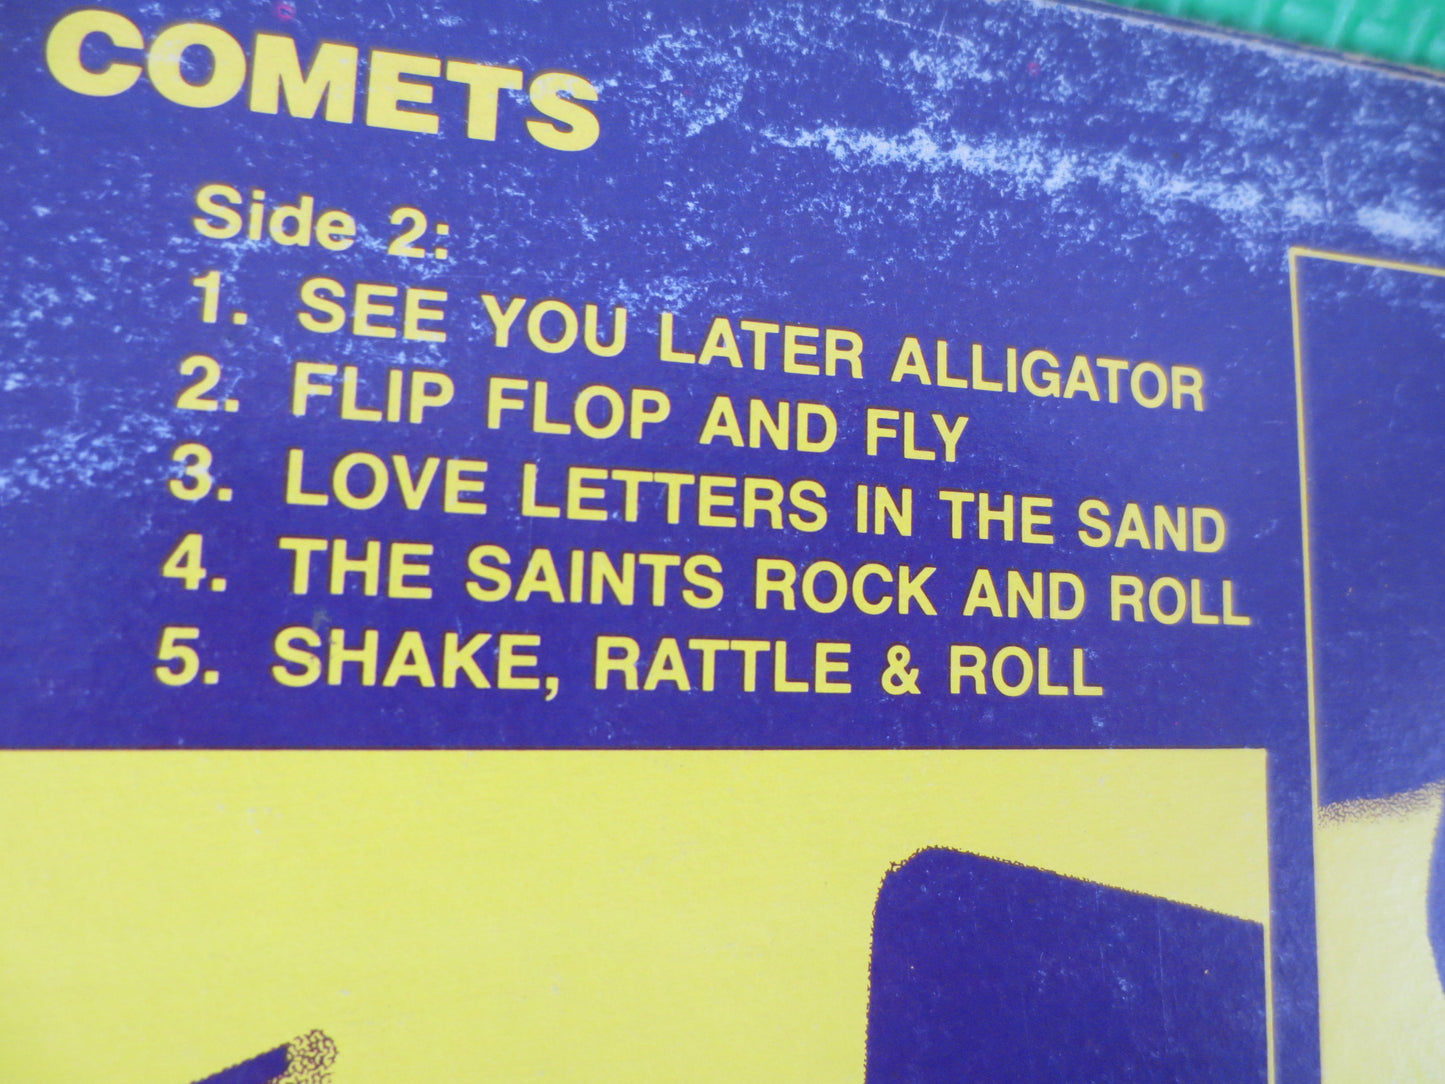 COMETS
Side 2:
1. SEE YOU LATER ALLIGATOR
2. FLIP FLOP AND FLY
3. LOVE LETTERS IN THE SAND
4. THE SAINTS ROCK AND ROLL
5. SHAKE, RATTLE & ROLL